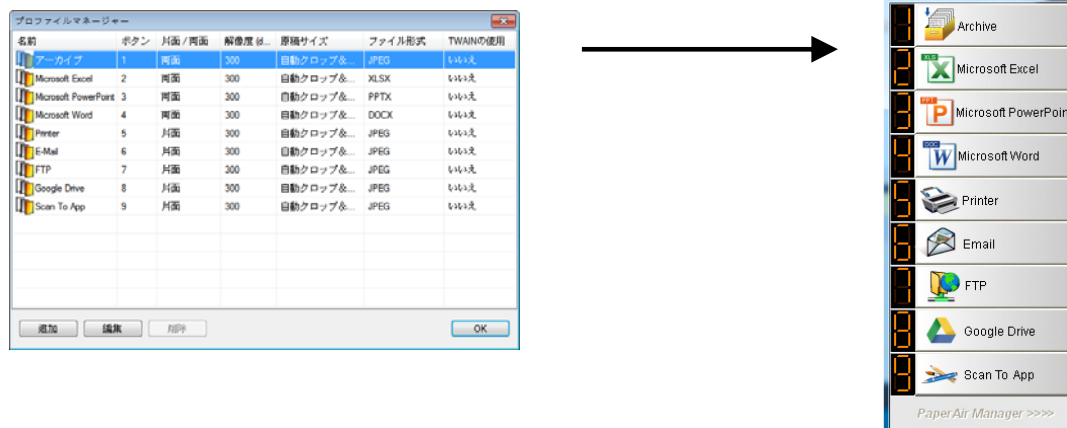 プロファイルマネージャー
名前 ボタン 片面/両面 解像度 (d... 原稿サイズ ファイル形式 TWAINの使用
アーカイブ 1 両面 300 自動クロップ&... JPEG いいえ
Microsoft Excel 2 両面 300 自動クロップ&... XLSX いいえ
Microsoft PowerPoint 3 両面 300 自動クロップ&... PPTX いいえ
Microsoft Word 4 両面 300 自動クロップ&... DOCX いいえ
Printer 5 片面 300 自動クロップ&... JPEG いいえ
E-Mail 6 片面 300 自動クロップ&... JPEG いいえ
FTP 7 片面 300 自動クロップ&... JPEG いいえ
Google Drive 8 片面 300 自動クロップ&... JPEG いいえ
Scan To App 9 片面 300 自動クロップ&... JPEG いいえ
追加 編集 削除 OK
1 Archive
2 XLS Microsoft Excel
3 PPT Microsoft PowerPoin
4 DOC Microsoft Word
5 Printer
6 Email
7 FTP
8 Google Drive
9 Scan To App
PaperAir Manager >>>>